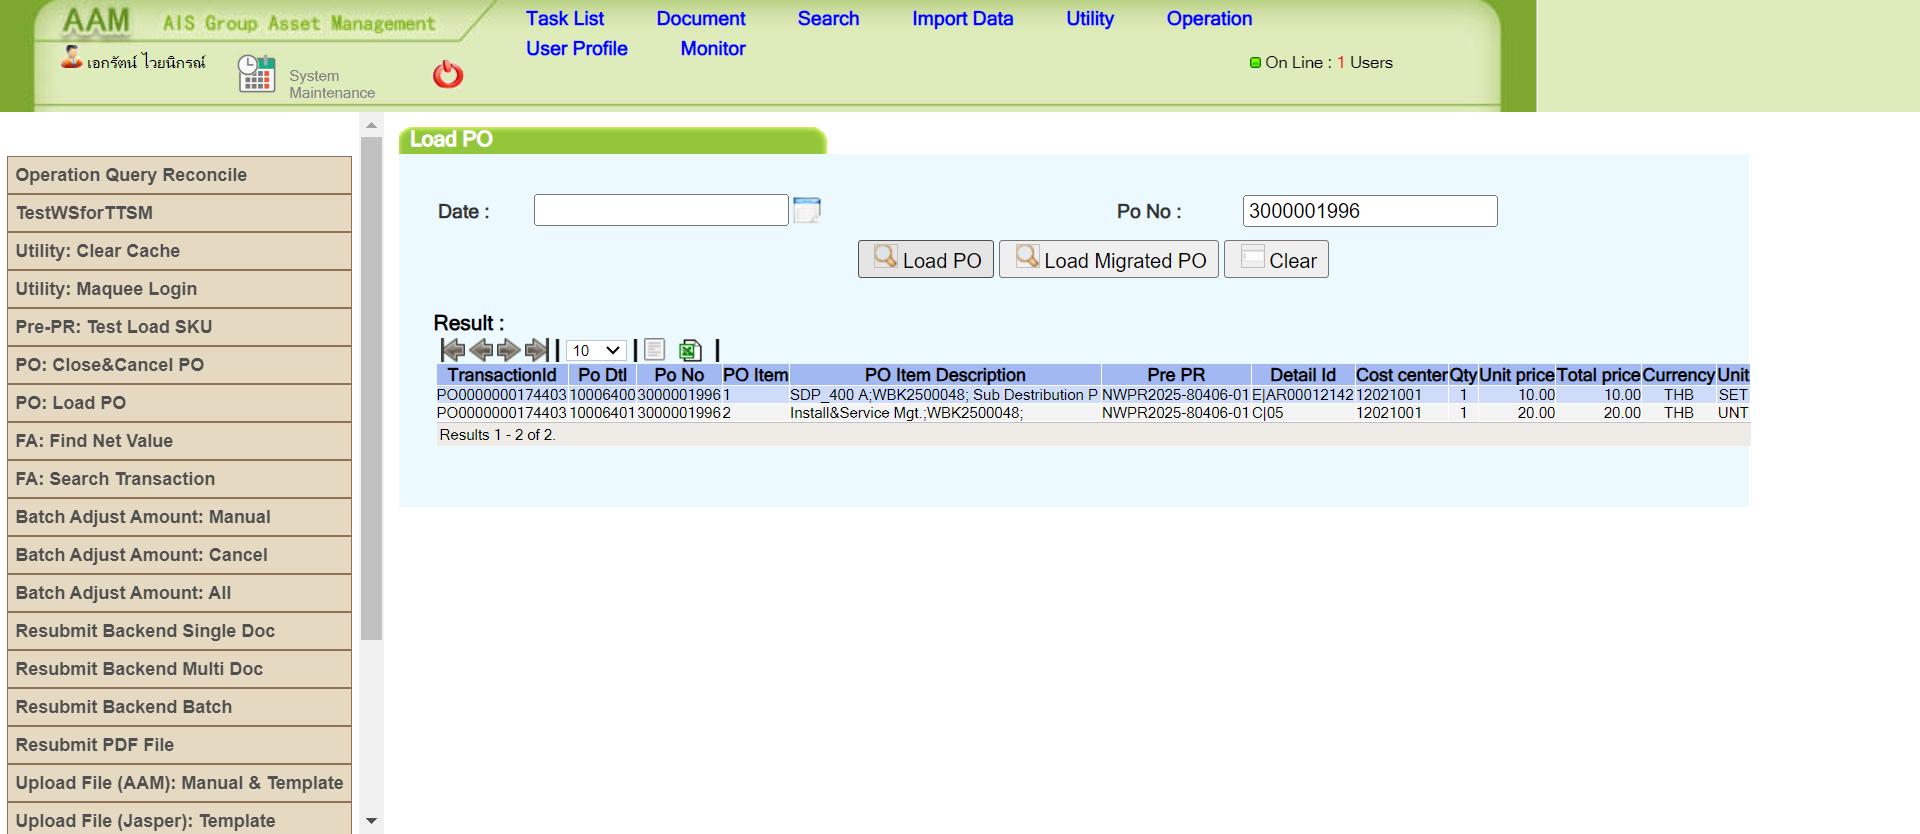 AAM AIS Group Asset Management
เอกรัตน์ ไวยนิกรณ์
System
Maintenance
Task List Document Search Import Data Utility Operation
User Profile Monitor
On Line : 1 Users
Operation Query Reconcile
TestWSforTTSM
Utility: Clear Cache
Utility: Maquee Login
Pre-PR: Test Load SKU
PO: Close&Cancel PO
PO: Load PO
FA: Find Net Value
FA: Search Transaction
Batch Adjust Amount: Manual
Batch Adjust Amount: Cancel
Batch Adjust Amount: All
Resubmit Backend Single Doc
Resubmit Backend Multi Doc
Resubmit Backend Batch
Resubmit PDF File
Upload File (AAM): Manual & Template
Upload File (Jasper): Template
Load PO
Date : Po No : 3000001996
Load PO Load Migrated PO Clear
Result :
10
TransactionId Po Dtl Po No PO Item PO Item Description Pre PR Detail Id Cost center Qty Unit price Total price Currency Unit
PO0000000174403 10006400 3000001996 1 SDP_400 A;WBK2500048; Sub Destribution P NWPR2025-80406-01 E|AR00012142 12021001 1 10.00 10.00 THB SET
PO0000000174403 10006401 3000001996 2 Install&Service Mgt.;WBK2500048; NWPR2025-80406-01 C|05 12021001 1 20.00 20.00 THB UNT
Results 1 - 2 of 2.